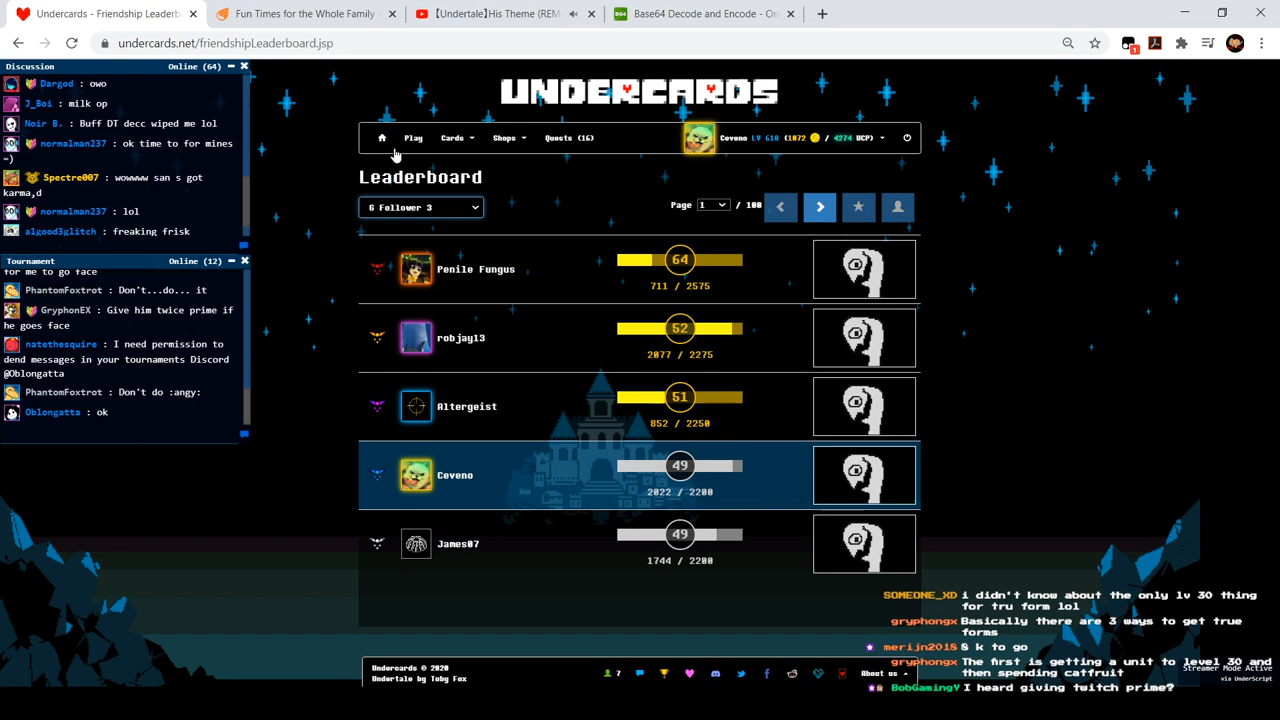 Undercards - Friendship Leaderb
Fun Times for the Whole Family -
【Undertale】His Theme (REM
Base64 Decode and Encode - On
undercards.net/friendshipLeaderboard.jsp
Discussion Online (64)
Dargod : owo
J_Boi : milk op
Noir B. : Buff DT decc wiped me lol
normalman237 : ok time to for mines
=)
Spectre007 : wowwww san s got
karma,d
normalman237 : lol
algood3glitch : freaking frisk
Tournament Online (12)
for me to go face
PhantomFoxtrot : Don't...do... it
GryphonEX : Give him twice prime if
he goes face
natethesquire : I need permission to
dend messages in your tournaments Discord
@Oblongatta
PhantomFoxtrot : Don't do :angy:
Oblongatta : ok
UNDERCARDS
Play Cards Shops Quests (16) Ceveno LV 610 (1072 / 4274 UCP)
Leaderboard
G Follower 3
Page 1 / 100
Penile Fungus
64
711 / 2575
robjay13
52
2077 / 2275
Altergeist
51
852 / 2250
Ceveno
49
2022 / 2200
James07
49
1744 / 2200
Undercards © 2020
Undertale by Toby Fox
7
About us
SOMEONE_XD i didn't know about the only lv 30 thing
for tru form lol
gryphongx Basically there are 3 ways to get true
forms
merijn2018 8 k to go
gryphongx The first is getting a unit to level 30 and
then spending catfruit
BobGamingY I heard giving twitch prime?
Streamer Mode Active
via UnderScript